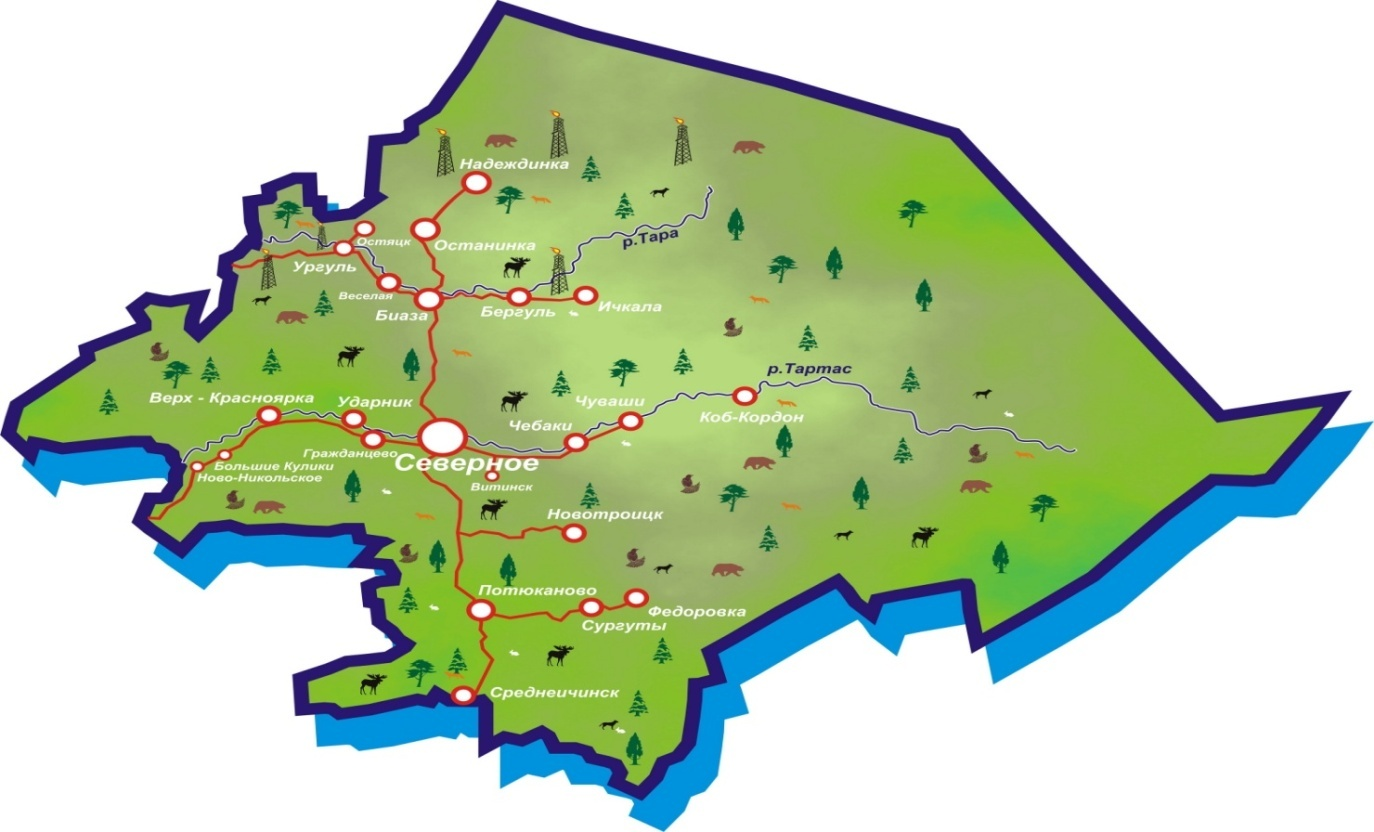 Надеждинка
р.Тара
Остяцк
Останинка
Ургуль
Веселая
Биаза
Бергуль
Ичкала
р.Тартас
Верх - Красноярка
Ударник
Чуваши
Коб-Кордон
Чебаки
Гражданцево
Северное
Большие Кулики
Ново-Никольское
Витинск
Новотроицк
Потюканово
Федоровка
Сургуты
Среднеичинск